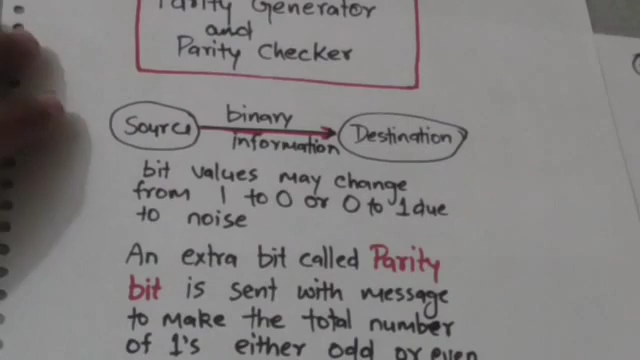 Parity Generator
and
Parity Checker
Source
binary
information
Destination
bit values may change
from 1 to 0 or 0 to 1 due
to noise
An extra bit called Parity
bit is sent with message
to make the total number
of 1's either odd or even